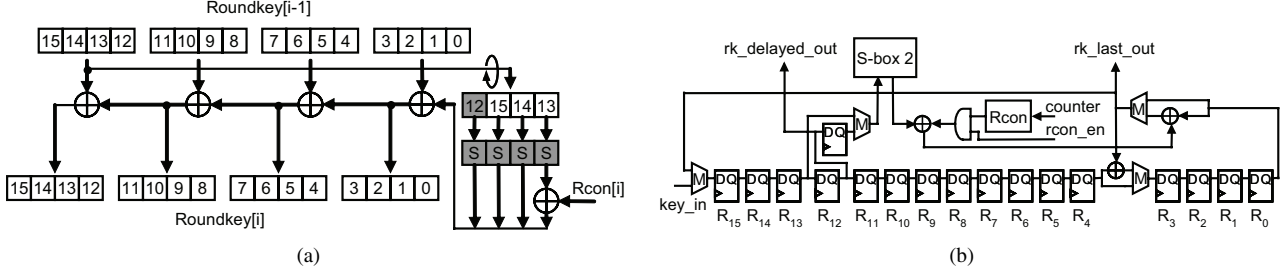 Roundkey[i-1]
15 14 13 12 11 10 9 8 7 6 5 4 3 2 1 0
12 15 14 13
S S S S
Rcon[i]
15 14 13 12 11 10 9 8 7 6 5 4 3 2 1 0
Roundkey[i]
(a)
rk_delayed_out
S-box 2
rk_last_out
M
Rcon
counter
rcon_en
M
DQ
M
key_in
M
DQ DQ DQ DQ DQ DQ DQ DQ DQ DQ DQ DQ
M
DQ DQ DQ DQ
R15 R14 R13 R12 R11 R10 R9 R8 R7 R6 R5 R4 R3 R2 R1 R0
(b)